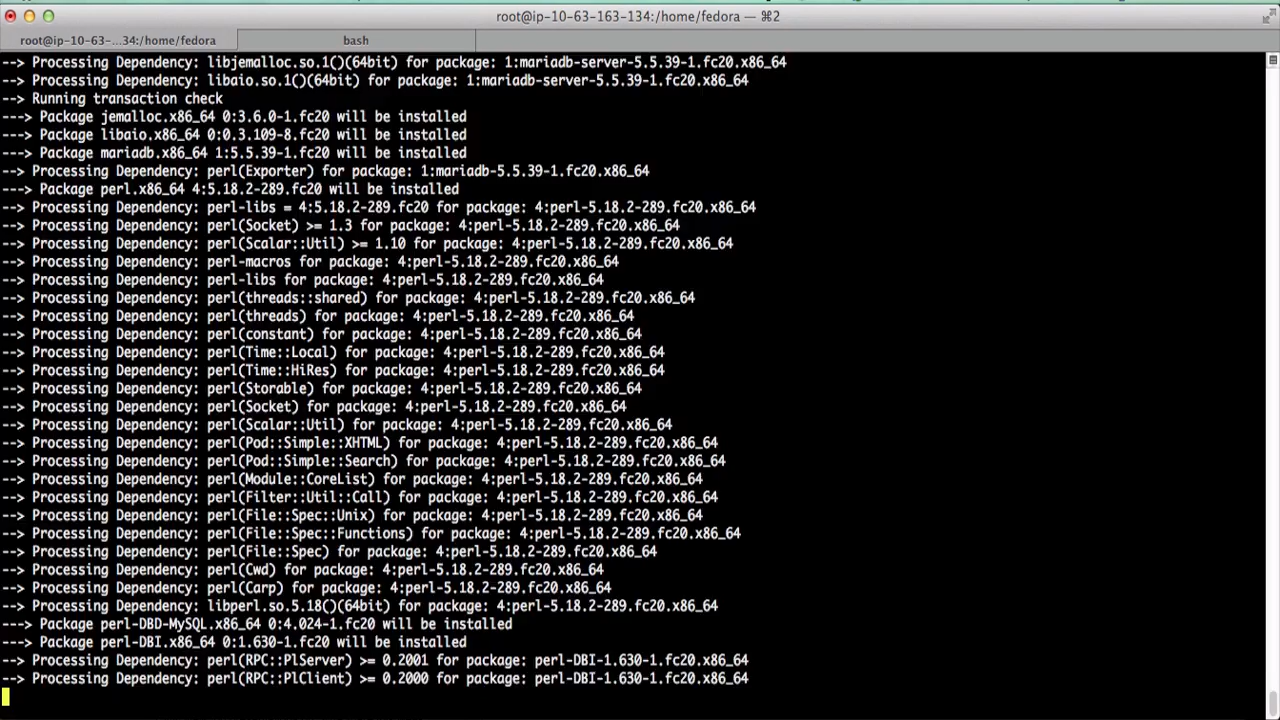 root@ip-10-63-163-134:/home/fedora — ⌘2
root@ip-10-63-...34:/home/fedora
bash
--> Processing Dependency: libjemalloc.so.1()(64bit) for package: 1:mariadb-server-5.5.39-1.fc20.x86_64
--> Processing Dependency: libaio.so.1()(64bit) for package: 1:mariadb-server-5.5.39-1.fc20.x86_64
--> Running transaction check
---> Package jemalloc.x86_64 0:3.6.0-1.fc20 will be installed
---> Package libaio.x86_64 0:0.3.109-8.fc20 will be installed
---> Package mariadb.x86_64 1:5.5.39-1.fc20 will be installed
--> Processing Dependency: perl(Exporter) for package: 1:mariadb-5.5.39-1.fc20.x86_64
---> Package perl.x86_64 4:5.18.2-289.fc20 will be installed
--> Processing Dependency: perl-libs = 4:5.18.2-289.fc20 for package: 4:perl-5.18.2-289.fc20.x86_64
--> Processing Dependency: perl(Socket) >= 1.3 for package: 4:perl-5.18.2-289.fc20.x86_64
--> Processing Dependency: perl(Scalar::Util) >= 1.10 for package: 4:perl-5.18.2-289.fc20.x86_64
--> Processing Dependency: perl-macros for package: 4:perl-5.18.2-289.fc20.x86_64
--> Processing Dependency: perl-libs for package: 4:perl-5.18.2-289.fc20.x86_64
--> Processing Dependency: perl(threads::shared) for package: 4:perl-5.18.2-289.fc20.x86_64
--> Processing Dependency: perl(threads) for package: 4:perl-5.18.2-289.fc20.x86_64
--> Processing Dependency: perl(constant) for package: 4:perl-5.18.2-289.fc20.x86_64
--> Processing Dependency: perl(Time::Local) for package: 4:perl-5.18.2-289.fc20.x86_64
--> Processing Dependency: perl(Time::HiRes) for package: 4:perl-5.18.2-289.fc20.x86_64
--> Processing Dependency: perl(Storable) for package: 4:perl-5.18.2-289.fc20.x86_64
--> Processing Dependency: perl(Socket) for package: 4:perl-5.18.2-289.fc20.x86_64
--> Processing Dependency: perl(Scalar::Util) for package: 4:perl-5.18.2-289.fc20.x86_64
--> Processing Dependency: perl(Pod::Simple::XHTML) for package: 4:perl-5.18.2-289.fc20.x86_64
--> Processing Dependency: perl(Pod::Simple::Search) for package: 4:perl-5.18.2-289.fc20.x86_64
--> Processing Dependency: perl(Module::CoreList) for package: 4:perl-5.18.2-289.fc20.x86_64
--> Processing Dependency: perl(Filter::Util::Call) for package: 4:perl-5.18.2-289.fc20.x86_64
--> Processing Dependency: perl(File::Spec::Unix) for package: 4:perl-5.18.2-289.fc20.x86_64
--> Processing Dependency: perl(File::Spec::Functions) for package: 4:perl-5.18.2-289.fc20.x86_64
--> Processing Dependency: perl(File::Spec) for package: 4:perl-5.18.2-289.fc20.x86_64
--> Processing Dependency: perl(Cwd) for package: 4:perl-5.18.2-289.fc20.x86_64
--> Processing Dependency: perl(Carp) for package: 4:perl-5.18.2-289.fc20.x86_64
--> Processing Dependency: libperl.so.5.18()(64bit) for package: 4:perl-5.18.2-289.fc20.x86_64
---> Package perl-DBD-MySQL.x86_64 0:4.024-1.fc20 will be installed
---> Package perl-DBI.x86_64 0:1.630-1.fc20 will be installed
--> Processing Dependency: perl(RPC::PlServer) >= 0.2001 for package: perl-DBI-1.630-1.fc20.x86_64
--> Processing Dependency: perl(RPC::PlClient) >= 0.2000 for package: perl-DBI-1.630-1.fc20.x86_64